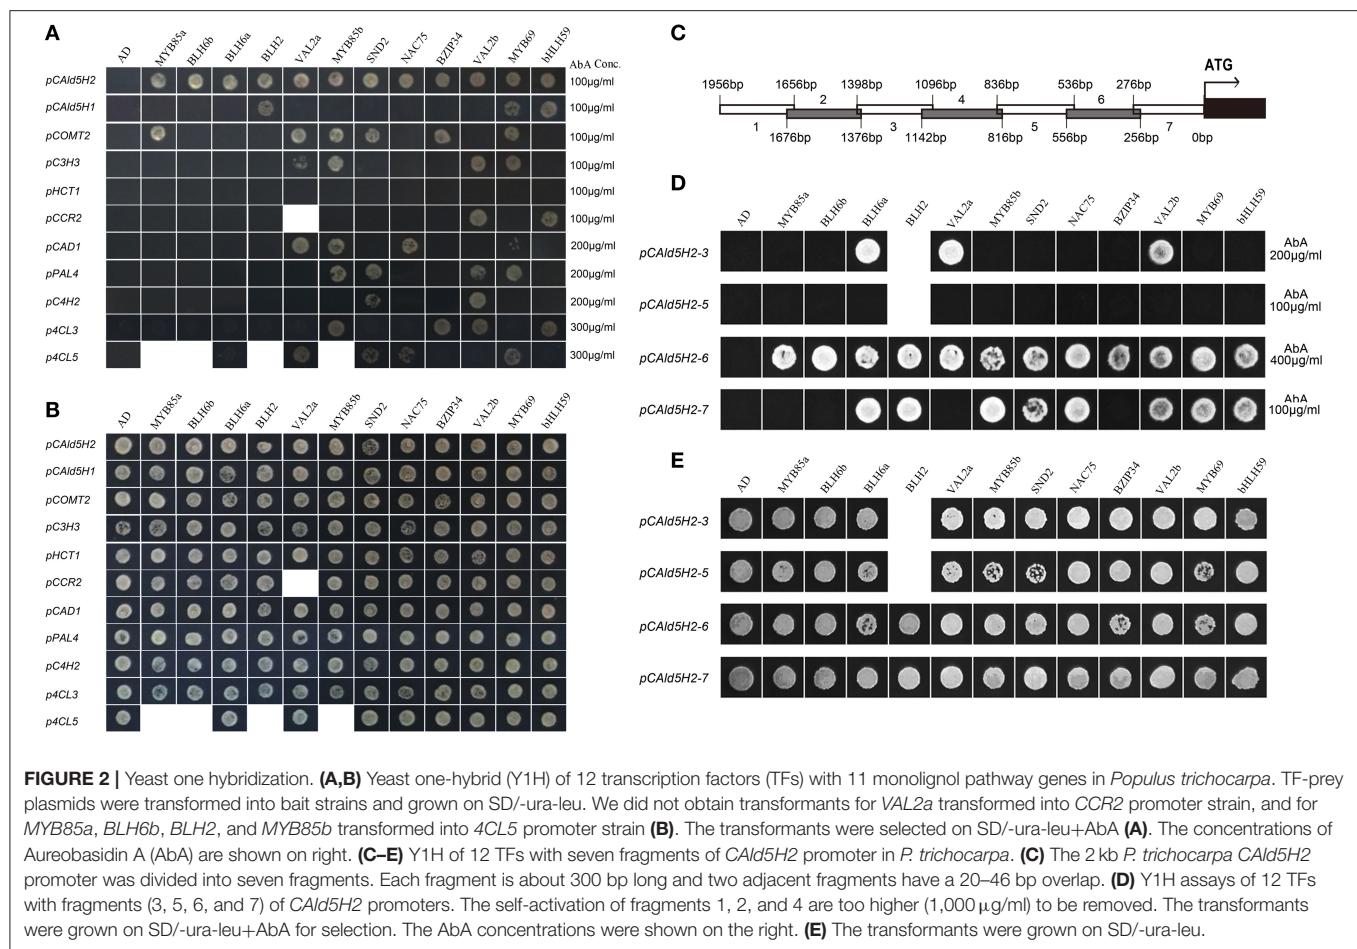 A
AD MYB85a BLH6b BLH6a BLH2 VAL2a MYB85b SND2 NAC75 BZIP34 VAL2b MYB69 bHLH59
AbA Conc.
pCAld5H2 100µg/ml
pCAld5H1 100µg/ml
pCOMT2 100µg/ml
pC3H3 100µg/ml
pHCT1 100µg/ml
pCCR2 100µg/ml
pCAD1 200µg/ml
pPAL4 200µg/ml
pC4H2 200µg/ml
p4CL3 300µg/ml
p4CL5 300µg/ml
B
AD MYB85a BLH6b BLH6a BLH2 VAL2a MYB85b SND2 NAC75 BZIP34 VAL2b MYB69 bHLH59
pCAld5H2
pCAld5H1
pCOMT2
pC3H3
pHCT1
pCCR2
pCAD1
pPAL4
pC4H2
p4CL3
p4CL5
C
ATG
1956bp 1656bp 1398bp 1096bp 836bp 536bp 276bp
2 4 6
1 3 5 7
1676bp 1376bp 1142bp 816bp 556bp 256bp 0bp
D
AD MYB85a BLH6b BLH6a BLH2 VAL2a MYB85b SND2 NAC75 BZIP34 VAL2b MYB69 bHLH59
pCAld5H2-3 AbA 200µg/ml
pCAld5H2-5 AbA 100µg/ml
pCAld5H2-6 AbA 400µg/ml
pCAld5H2-7 AhA 100µg/ml
E
AD MYB85a BLH6b BLH6a BLH2 VAL2a MYB85b SND2 NAC75 BZIP34 VAL2b MYB69 bHLH59
pCAld5H2-3
pCAld5H2-5
pCAld5H2-6
pCAld5H2-7
FIGURE 2 | Yeast one hybridization. (A,B) Yeast one-hybrid (Y1H) of 12 transcription factors (TFs) with 11 monolignol pathway genes in Populus trichocarpa. TF-prey
plasmids were transformed into bait strains and grown on SD/-ura-leu. We did not obtain transformants for VAL2a transformed into CCR2 promoter strain, and for
MYB85a, BLH6b, BLH2, and MYB85b transformed into 4CL5 promoter strain (B). The transformants were selected on SD/-ura-leu+AbA (A). The concentrations of
Aureobasidin A (AbA) are shown on right. (C–E) Y1H of 12 TFs with seven fragments of CAld5H2 promoter in P. trichocarpa. (C) The 2 kb P. trichocarpa CAld5H2
promoter was divided into seven fragments. Each fragment is about 300 bp long and two adjacent fragments have a 20–46 bp overlap. (D) Y1H assays of 12 TFs
with fragments (3, 5, 6, and 7) of CAld5H2 promoters. The self-activation of fragments 1, 2, and 4 are too higher (1,000 µg/ml) to be removed. The transformants
were grown on SD/-ura-leu+AbA for selection. The AbA concentrations were shown on the right. (E) The transformants were grown on SD/-ura-leu.